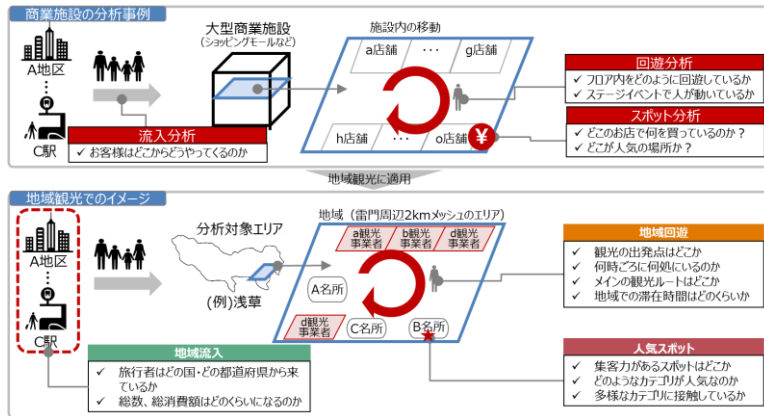 商業施設の分析事例
大型商業施設
(ショッピングモールなど)
施設内の移動
A地区
C駅
a店舗
･･･
g店舗
h店舗
･･･
o店舗
¥
流入分析
✓ お客様はどこからどうやってくるのか
回遊分析
✓ フロア内をどのように回遊しているか
✓ ステージイベントで人が動いているか
スポット分析
✓ どこのお店で何を買っているのか？
✓ どこが人気の場所か？
地域観光に適用
地域観光でのイメージ
A地区
C駅
分析対象エリア
(例)浅草
地域（雷門周辺2kmメッシュのエリア）
a観光
事業者
b観光
事業者
d観光
事業者
A名所
d観光
事業者
C名所
B名所
地域流入
✓ 旅行者はどの国・どの都道府県から来
ているか
✓ 総数、総消費額はどのくらいになるのか
地域回遊
✓ 観光の出発点はどこか
✓ 何時ごろに何処にいるのか
✓ メインの観光ルートはどこか
✓ 地域での滞在時間はどのくらいか
人気スポット
✓ 集客力があるスポットはどこか
✓ どのようなカテゴリが人気なのか
✓ 多様なカテゴリに接触しているか